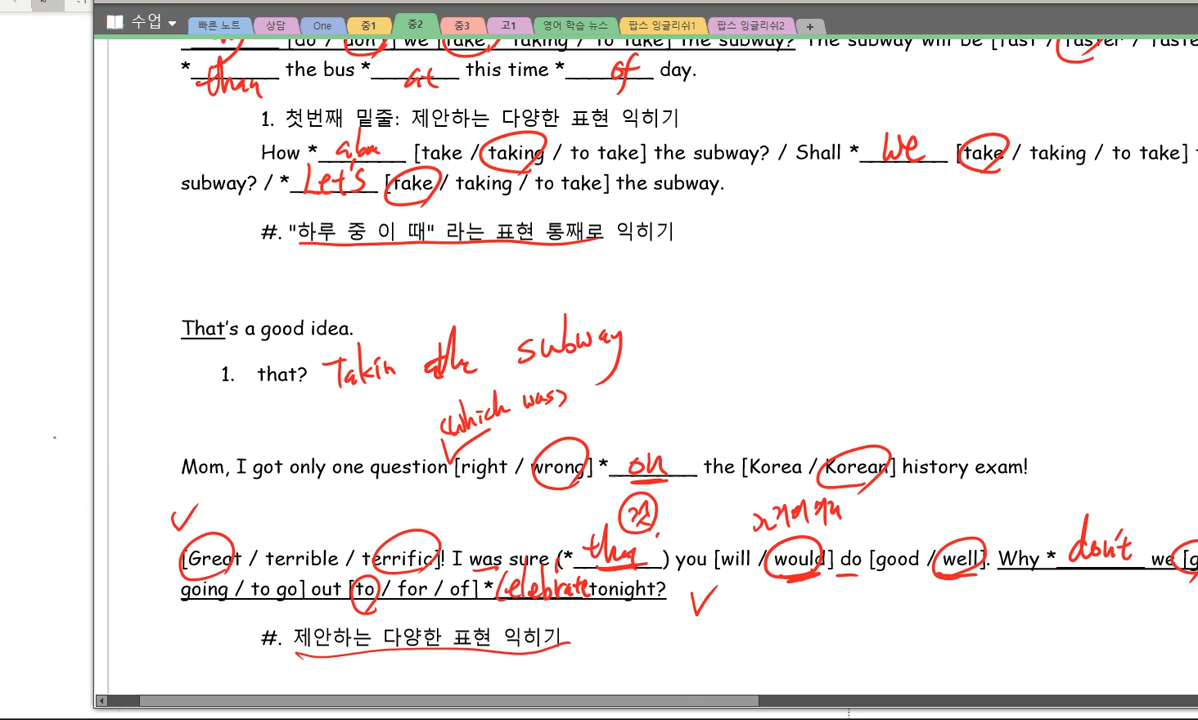 수업 빠른 노트 상담 One 중1 중2 중3 고1 영어 학습 뉴스 팝스 잉글리쉬1 팝스 잉글리쉬2 +
[do / don't] we [take / taking / to take] the subway? The subway will be [fast / faster /
*than the bus *at this time *of day.
1. 첫번째 밑줄: 제안하는 다양한 표현 익히기
How *abou [take / taking / to take] the subway? / Shall *we [take / taking / to take]
subway? / *Let's [take / taking / to take] the subway.
#. "하루 중 이 때" 라는 표현 통째로 익히기
That's a good idea.
1. that? Takin the subway
(which was)
Mom, I got only one question [right / wrong] *on the [Korea / Korean] history exam!
것
과거에서
[Great / terrible / terrific]! I was sure (*that) you [will / would] do [good / well]. Why *don't we [g
going / to go] out [to / for / of] *celebrate tonight?
#. 제안하는 다양한 표현 익히기